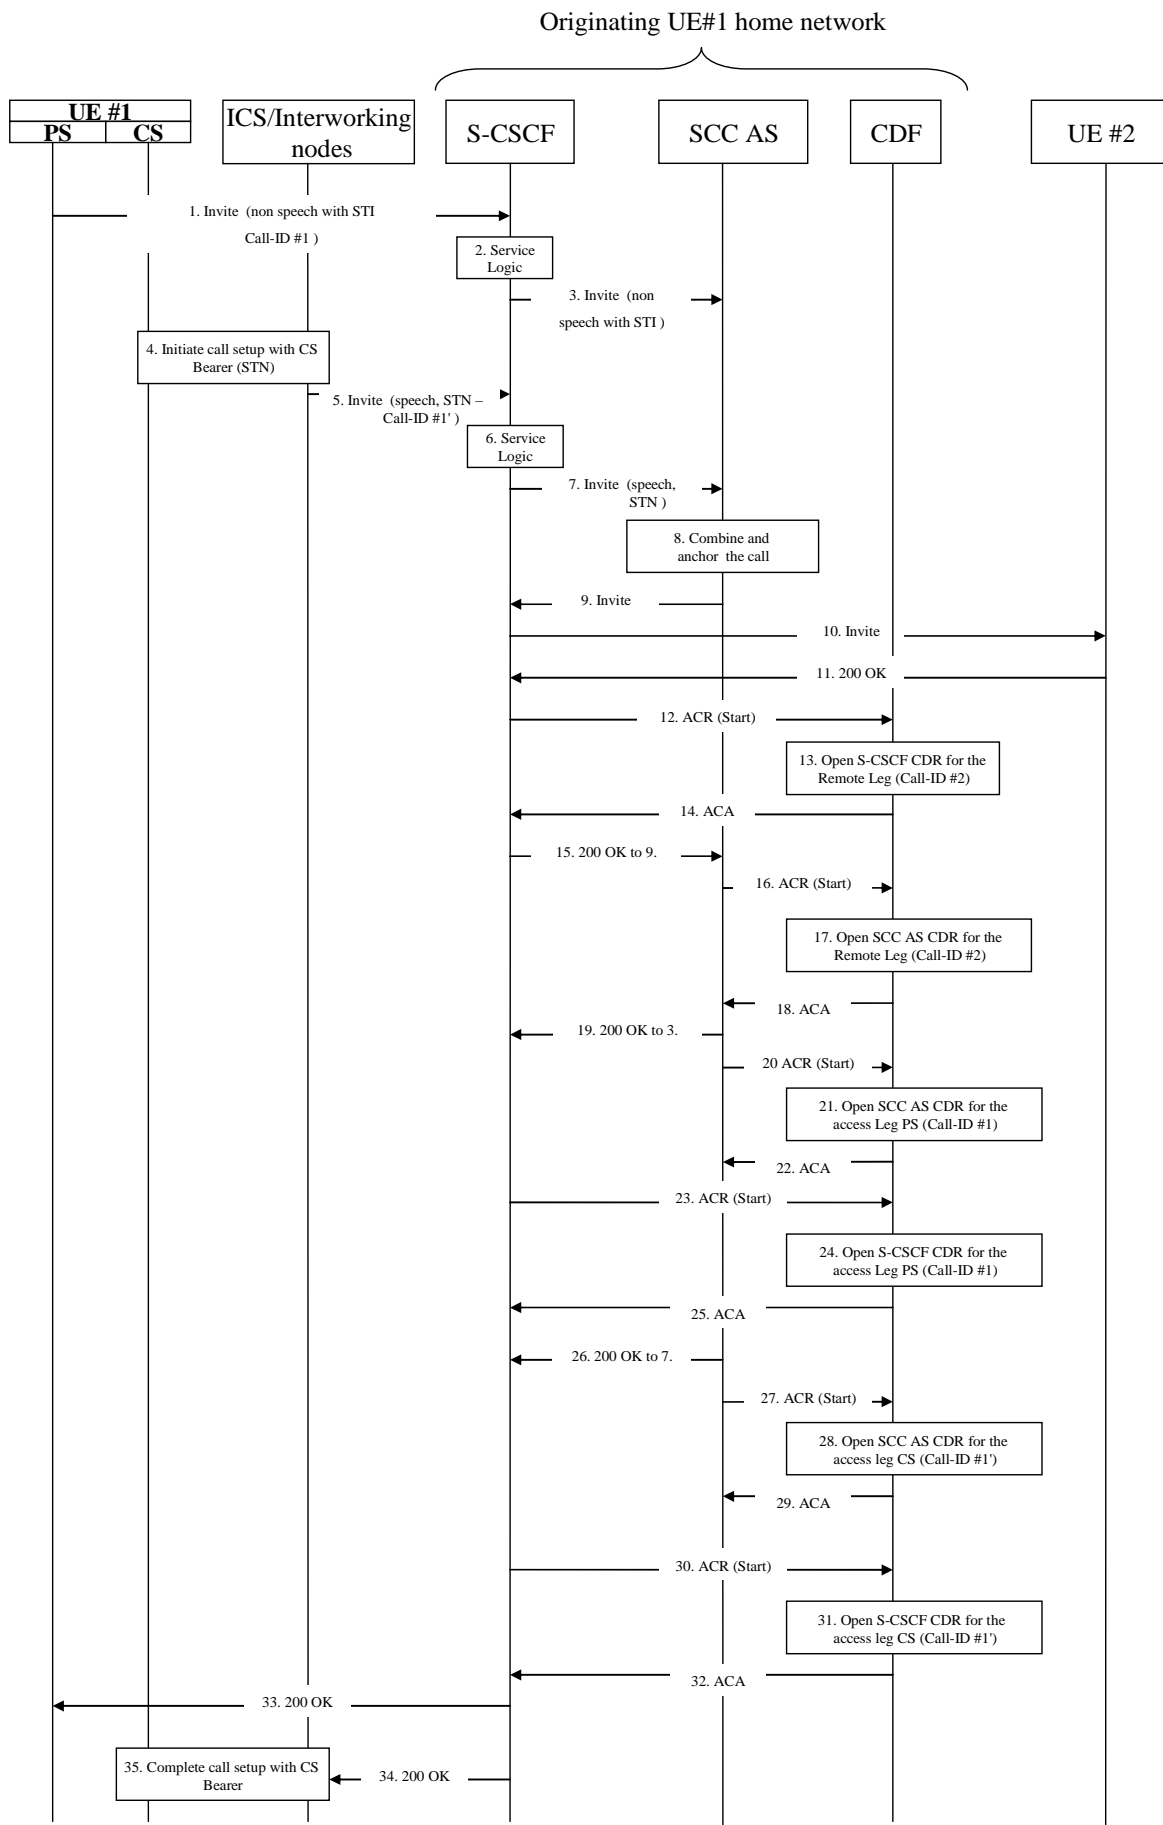 Originating UE#1 home network
UE #1
PS
CS
ICS/Interworking
nodes
S-CSCF
SCC AS
CDF
UE #2
1. Invite (non speech with STI
Call-ID #1 )
2. Service
Logic
3. Invite (non
speech with STI )
4. Initiate call setup with CS
Bearer (STN)
5. Invite (speech, STN –
Call-ID #1' )
6. Service
Logic
7. Invite (speech,
STN )
8. Combine and
anchor the call
9. Invite
10. Invite
11. 200 OK
12. ACR (Start)
13. Open S-CSCF CDR for the
Remote Leg (Call-ID #2)
14. ACA
15. 200 OK to 9.
16. ACR (Start)
17. Open SCC AS CDR for the
Remote Leg (Call-ID #2)
18. ACA
19. 200 OK to 3.
20 ACR (Start)
21. Open SCC AS CDR for the
access Leg PS (Call-ID #1)
22. ACA
23. ACR (Start)
24. Open S-CSCF CDR for the
access Leg PS (Call-ID #1)
25. ACA
26. 200 OK to 7.
27. ACR (Start)
28. Open SCC AS CDR for the
access leg CS (Call-ID #1')
29. ACA
30. ACR (Start)
31. Open S-CSCF CDR for the
access leg CS (Call-ID #1')
32. ACA
33. 200 OK
34. 200 OK
35. Complete call setup with CS
Bearer